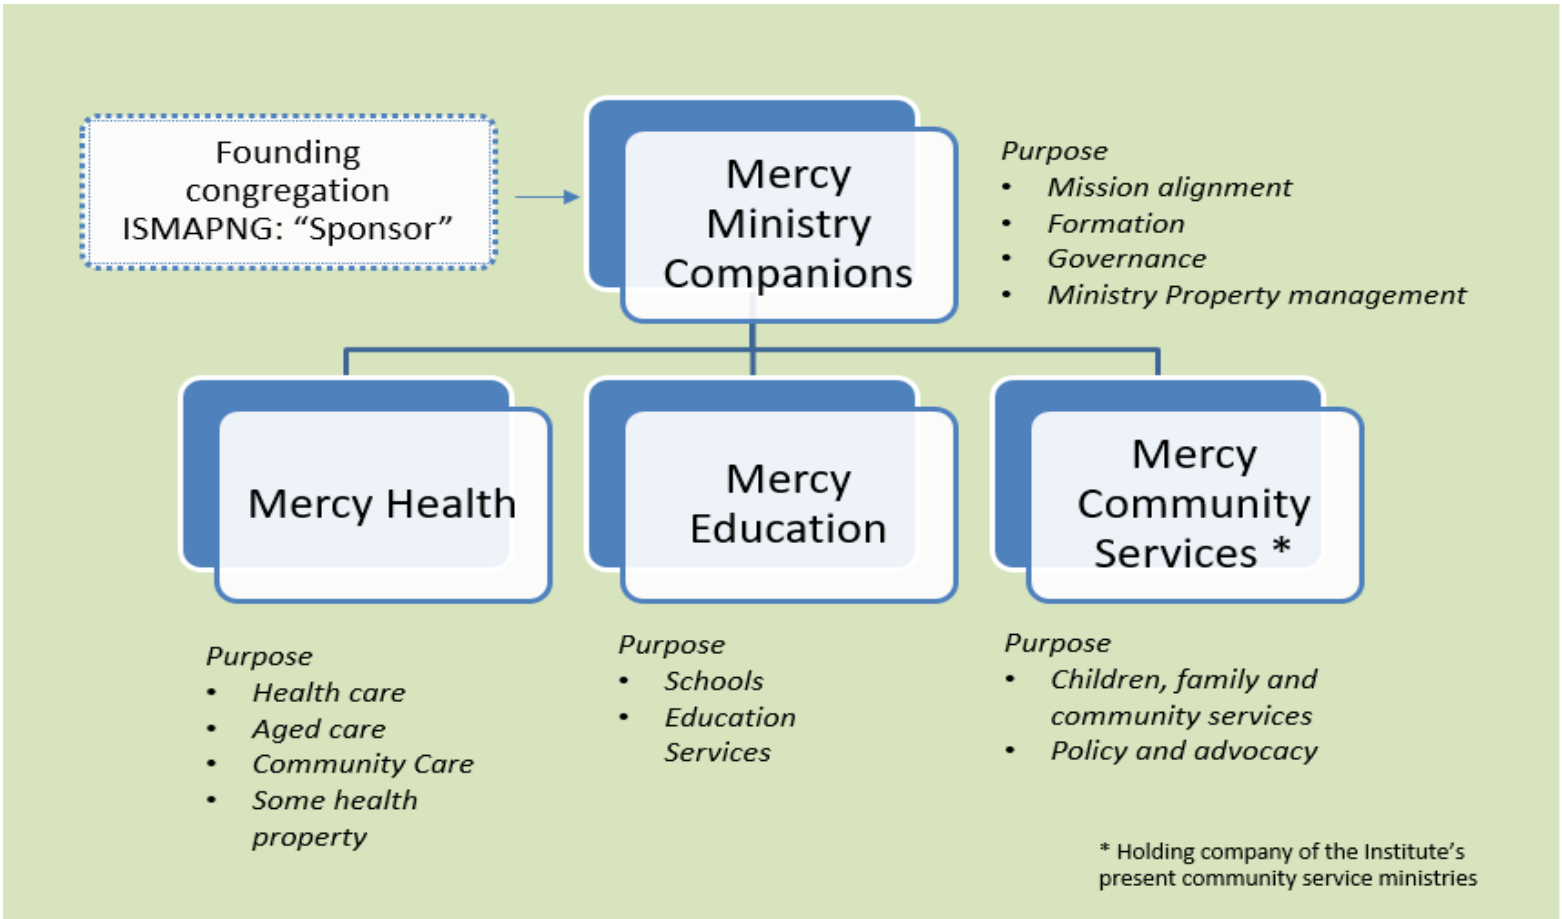 Founding
congregation
ISMAPNG: “Sponsor”
Mercy
Ministry
Companions
Purpose
• Mission alignment
• Formation
• Governance
• Ministry Property management
Mercy Health
Mercy
Education
Mercy
Community
Services *
Purpose
• Health care
• Aged care
• Community Care
• Some health
property
Purpose
• Schools
• Education
Services
Purpose
• Children, family and
community services
• Policy and advocacy
* Holding company of the Institute’s
present community service ministries